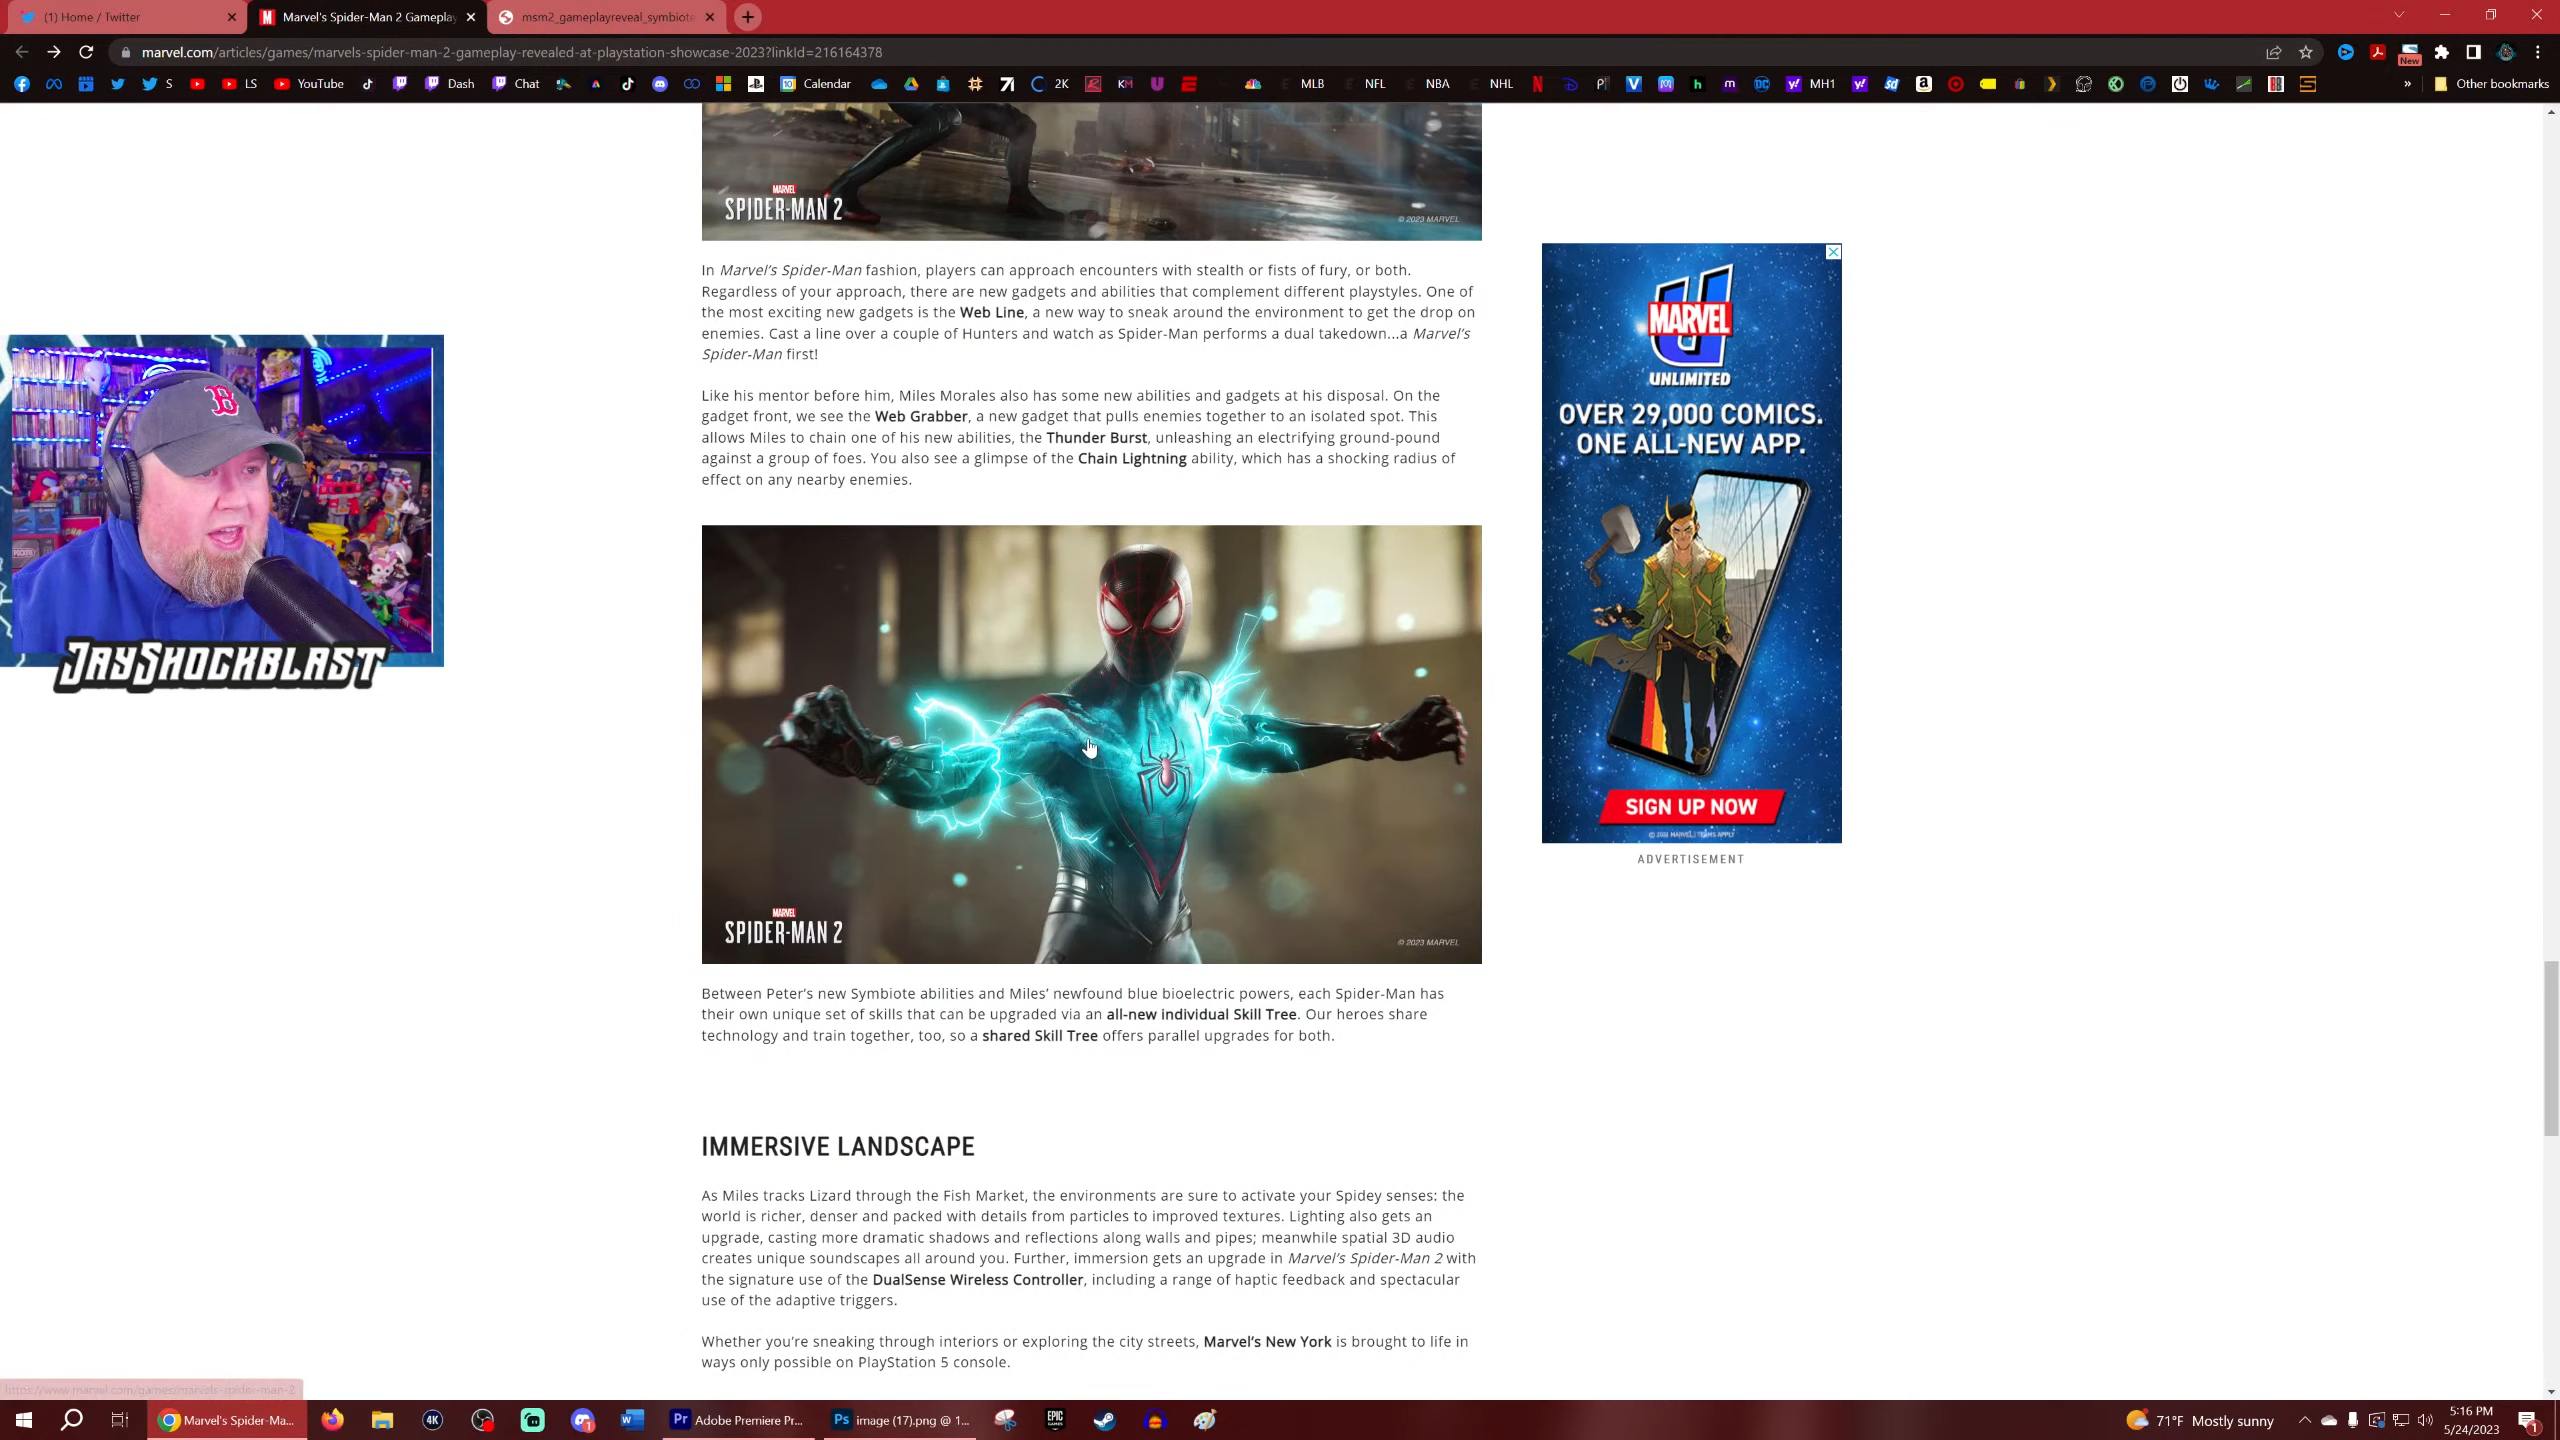 (1) Home / Twitter
Marvel's Spider-Man 2 Gameplay
msm2_gameplayreveal_symbiote
marvel.com/articles/games/marvels-spider-man-2-gameplay-revealed-at-playstation-showcase-2023?linkId=216164378
New
S
LS
YouTube
Dash
Chat
Calendar
2K
KM
MLB
NFL
NBA
NHL
MH1
Other bookmarks
MARVEL
SPIDER-MAN 2
© 2023 MARVEL
In Marvel's Spider-Man fashion, players can approach encounters with stealth or fists of fury, or both.
Regardless of your approach, there are new gadgets and abilities that complement different playstyles. One of
the most exciting new gadgets is the Web Line, a new way to sneak around the environment to get the drop on
enemies. Cast a line over a couple of Hunters and watch as Spider-Man performs a dual takedown...a Marvel's
Spider-Man first!
Like his mentor before him, Miles Morales also has some new abilities and gadgets at his disposal. On the
gadget front, we see the Web Grabber, a new gadget that pulls enemies together to an isolated spot. This
allows Miles to chain one of his new abilities, the Thunder Burst, unleashing an electrifying ground-pound
against a group of foes. You also see a glimpse of the Chain Lightning ability, which has a shocking radius of
effect on any nearby enemies.
B
JAYSHOCKBLAST
MARVEL
UNLIMITED
OVER 29,000 COMICS.
ONE ALL-NEW APP.
SIGN UP NOW
ADVERTISEMENT
MARVEL
SPIDER-MAN 2
© 2023 MARVEL
Between Peter's new Symbiote abilities and Miles' newfound blue bioelectric powers, each Spider-Man has
their own unique set of skills that can be upgraded via an all-new individual Skill Tree. Our heroes share
technology and train together, too, so a shared Skill Tree offers parallel upgrades for both.
IMMERSIVE LANDSCAPE
As Miles tracks Lizard through the Fish Market, the environments are sure to activate your Spidey senses: the
world is richer, denser and packed with details from particles to improved textures. Lighting also gets an
upgrade, casting more dramatic shadows and reflections along walls and pipes; meanwhile spatial 3D audio
creates unique soundscapes all around you. Further, immersion gets an upgrade in Marvel's Spider-Man 2 with
the signature use of the DualSense Wireless Controller, including a range of haptic feedback and spectacular
use of the adaptive triggers.
Whether you're sneaking through interiors or exploring the city streets, Marvel's New York is brought to life in
ways only possible on PlayStation 5 console.
https://www.marvel.com/games/marvels-spider-man-2
Marvel's Spider-Ma...
4K
Adobe Premiere Pr...
image (17).png @ 1...
EPIC GAMES
71°F Mostly sunny
5:16 PM
5/24/2023
1